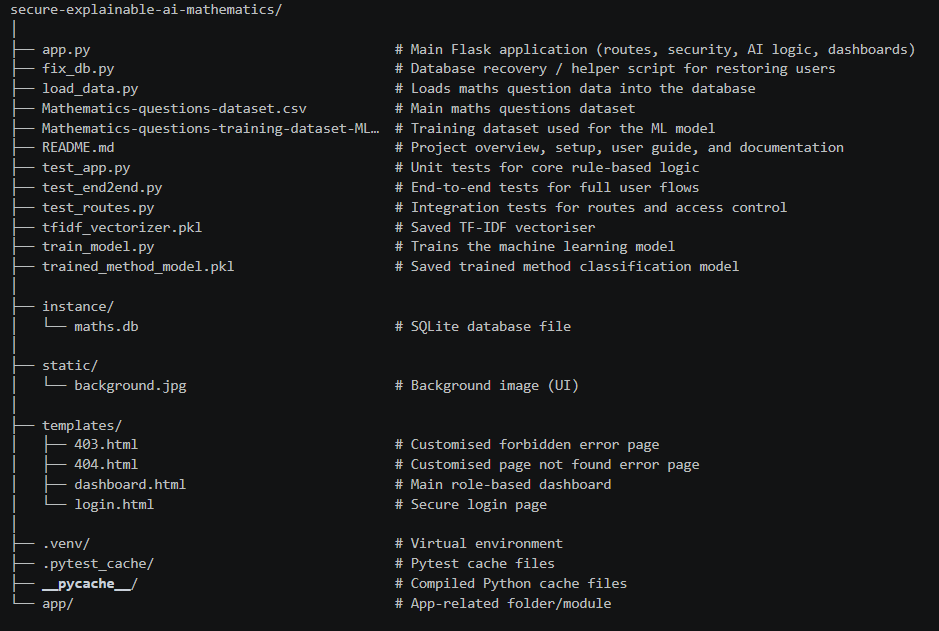 secure-explainable-ai-mathematics/
│
├── app.py # Main Flask application (routes, security, AI logic, dashboards)
├── fix_db.py # Database recovery / helper script for restoring users
├── load_data.py # Loads maths question data into the database
├── Mathematics-questions-dataset.csv # Main maths questions dataset
├── Mathematics-questions-training-dataset-ML… # Training dataset used for the ML model
├── README.md # Project overview, setup, user guide, and documentation
├── test_app.py # Unit tests for core rule-based logic
├── test_end2end.py # End-to-end tests for full user flows
├── test_routes.py # Integration tests for routes and access control
├── tfidf_vectorizer.pkl # Saved TF-IDF vectoriser
├── train_model.py # Trains the machine learning model
├── trained_method_model.pkl # Saved trained method classification model
│
├── instance/
│   └── maths.db # SQLite database file
│
├── static/
│   └── background.jpg # Background image (UI)
│
├── templates/
│   ├── 403.html # Customised forbidden error page
│   ├── 404.html # Customised page not found error page
│   ├── dashboard.html # Main role-based dashboard
│   └── login.html # Secure login page
│
├── .venv/ # Virtual environment
├── .pytest_cache/ # Pytest cache files
├── __pycache__/ # Compiled Python cache files
└── app/ # App-related folder/module